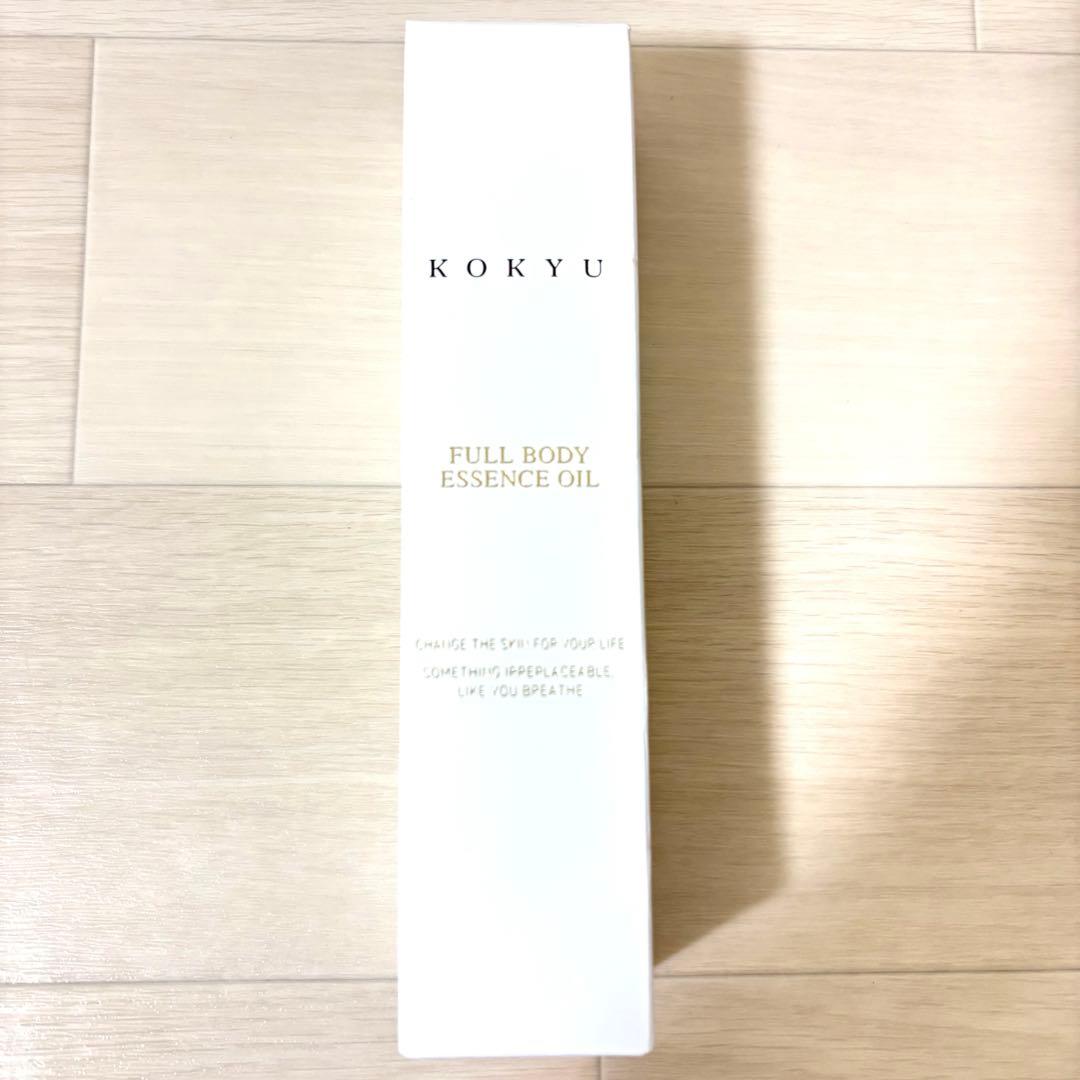 KOKYU
FULL BODY
ESSENCE OIL
CHANGE THE SKIN FOR YOUR LIFE
SOMETHING IRREPLACEABLE,
LIKE YOU BREATHE